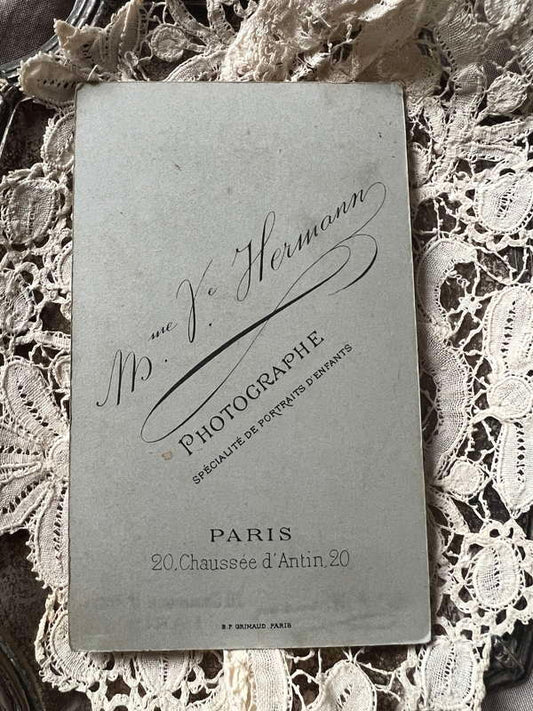 Mme. Ve. Hermann
PHOTOGRAPHE
SPÉCIALITÉ DE PORTRAITS D'ENFANTS
PARIS
20, Chaussée d'Antin, 20
B.P. GRIMAUD. PARIS